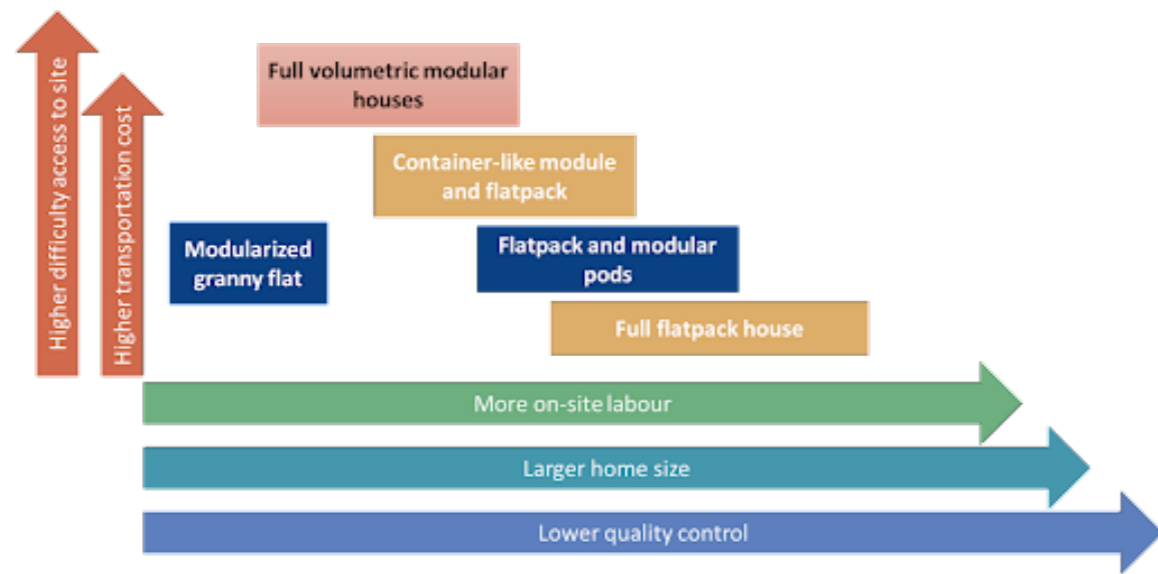 Higher difficulty access to site
Higher transportation cost
Full volumetric modular
houses
Container-like module
and flatpack
Modularized
granny flat
Flatpack and modular
pods
Full flatpack house
More on-site labour
Larger home size
Lower quality control